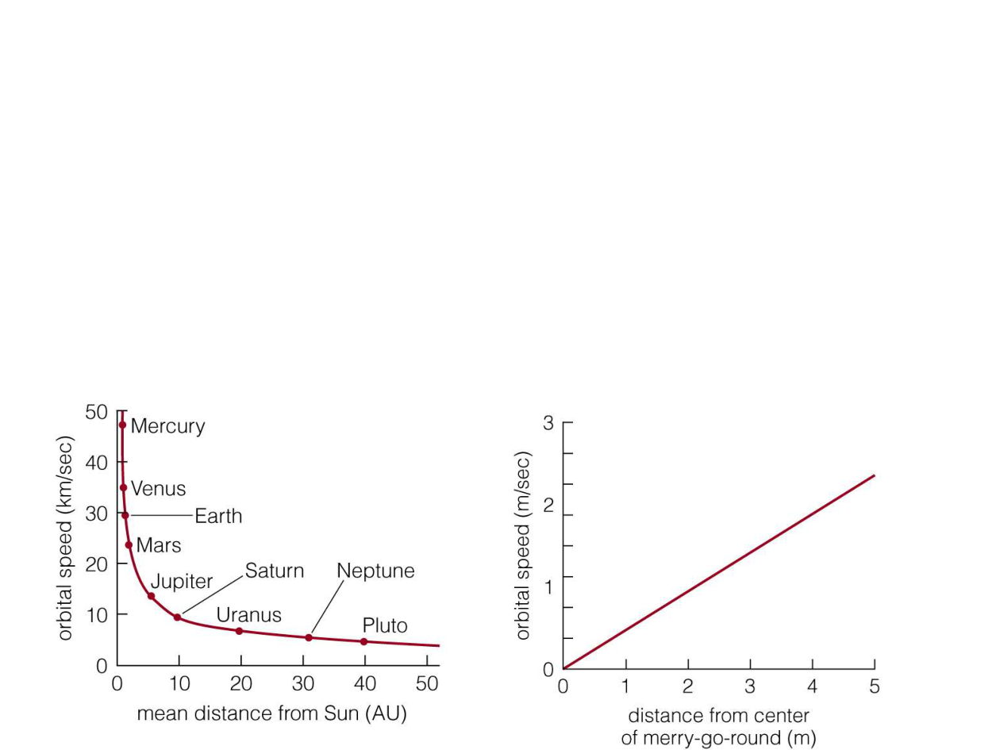 50
40
30
20
10
0
orbital speed (km/sec)
Mercury
Venus
Earth
Mars
Jupiter
Saturn
Uranus
Neptune
Pluto
0 10 20 30 40 50
mean distance from Sun (AU)
3
2
1
0
orbital speed (m/sec)
0 1 2 3 4 5
distance from center
of merry-go-round (m)